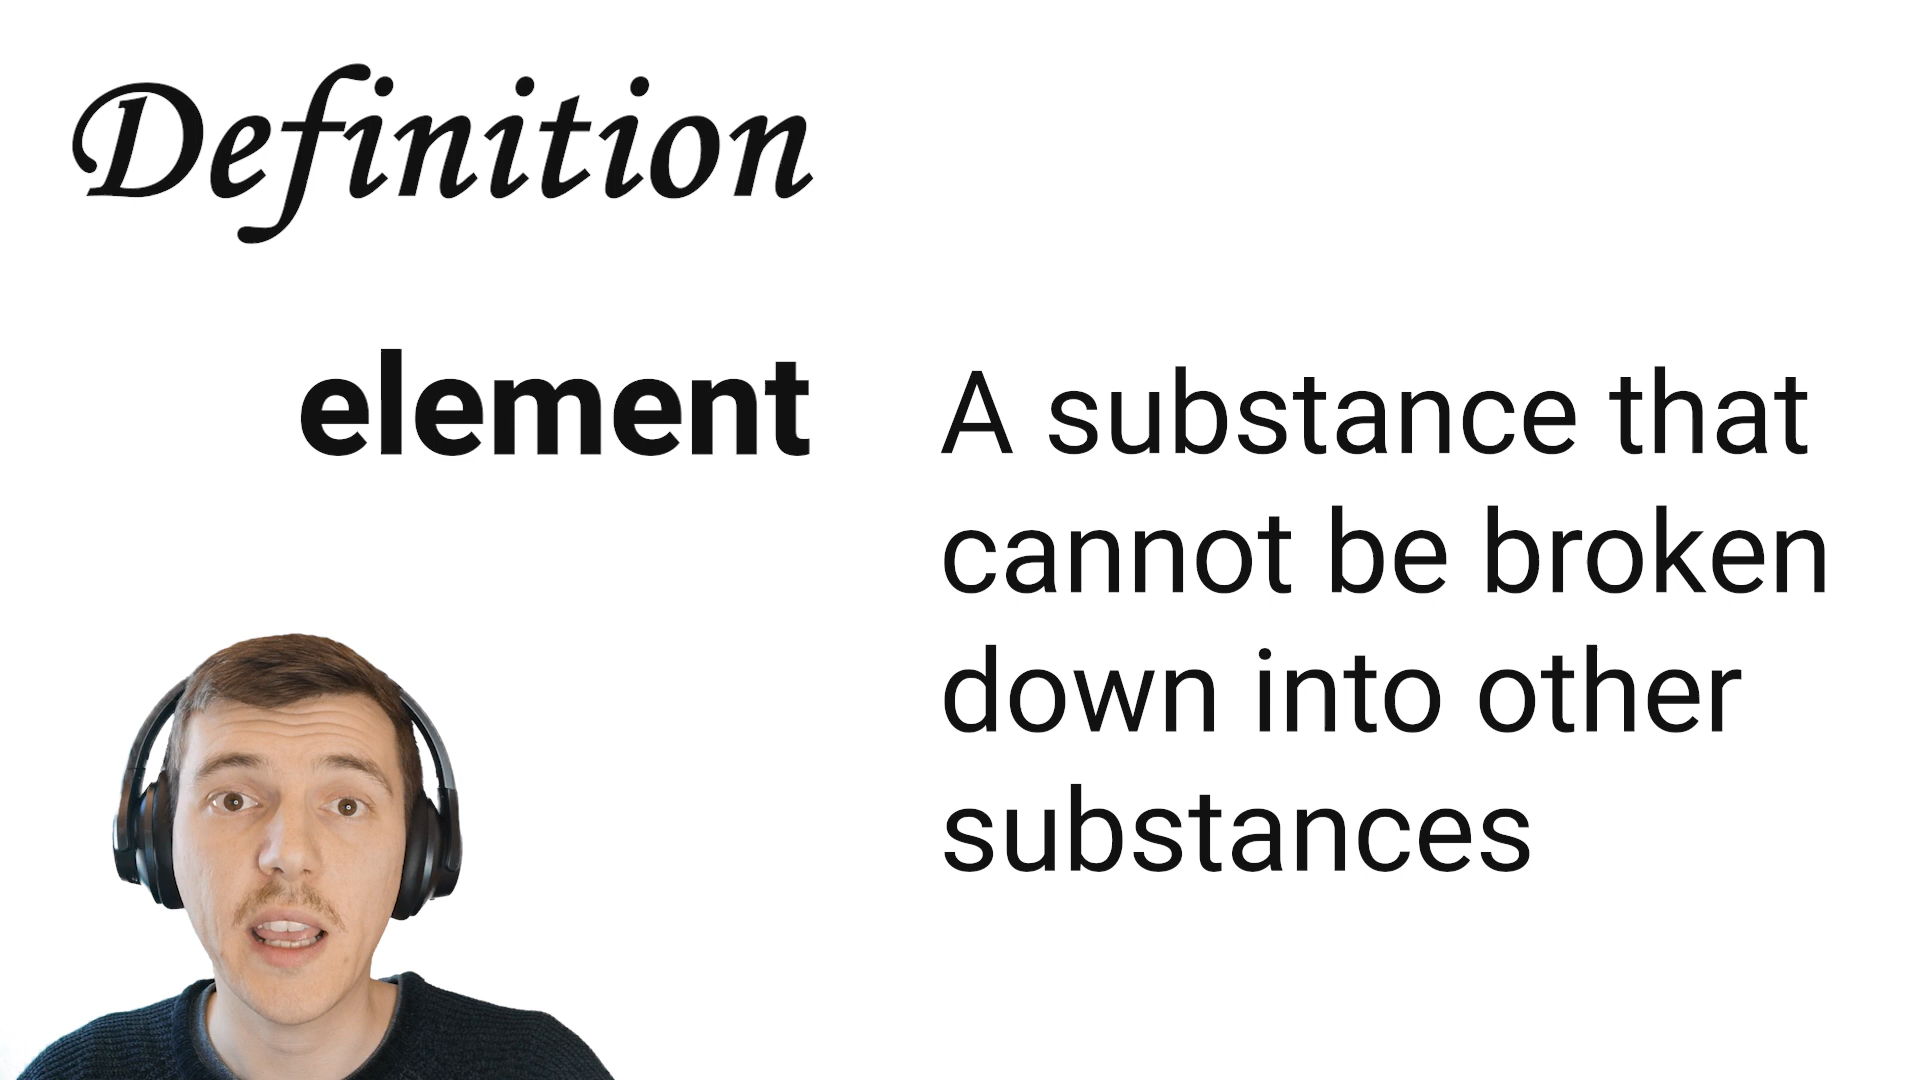 Definition
element
A substance that
cannot be broken
down into other
substances